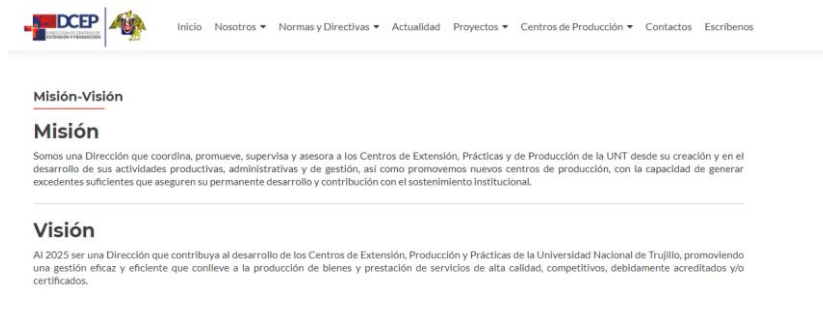 DCEP
DIRECCIÓN DE CENTROS DE
EXTENSIÓN Y PRODUCCIÓN
Inicio Nosotros Normas y Directivas Actualidad Proyectos Centros de Producción Contactos Escríbenos
Misión-Visión
Misión
Somos una Dirección que coordina, promueve, supervisa y asesora a los Centros de Extensión, Prácticas y de Producción de la UNT desde su creación y en el
desarrollo de sus actividades productivas, administrativas y de gestión, así como promovemos nuevos centros de producción, con la capacidad de generar
excedentes suficientes que aseguren su permanente desarrollo y contribución con el sostenimiento institucional.
Visión
Al 2025 ser una Dirección que contribuya al desarrollo de los Centros de Extensión, Producción y Prácticas de la Universidad Nacional de Trujillo, promoviendo
una gestión eficaz y eficiente que conlleve a la producción de bienes y prestación de servicios de alta calidad, competitivos, debidamente acreditados y/o
certificados.